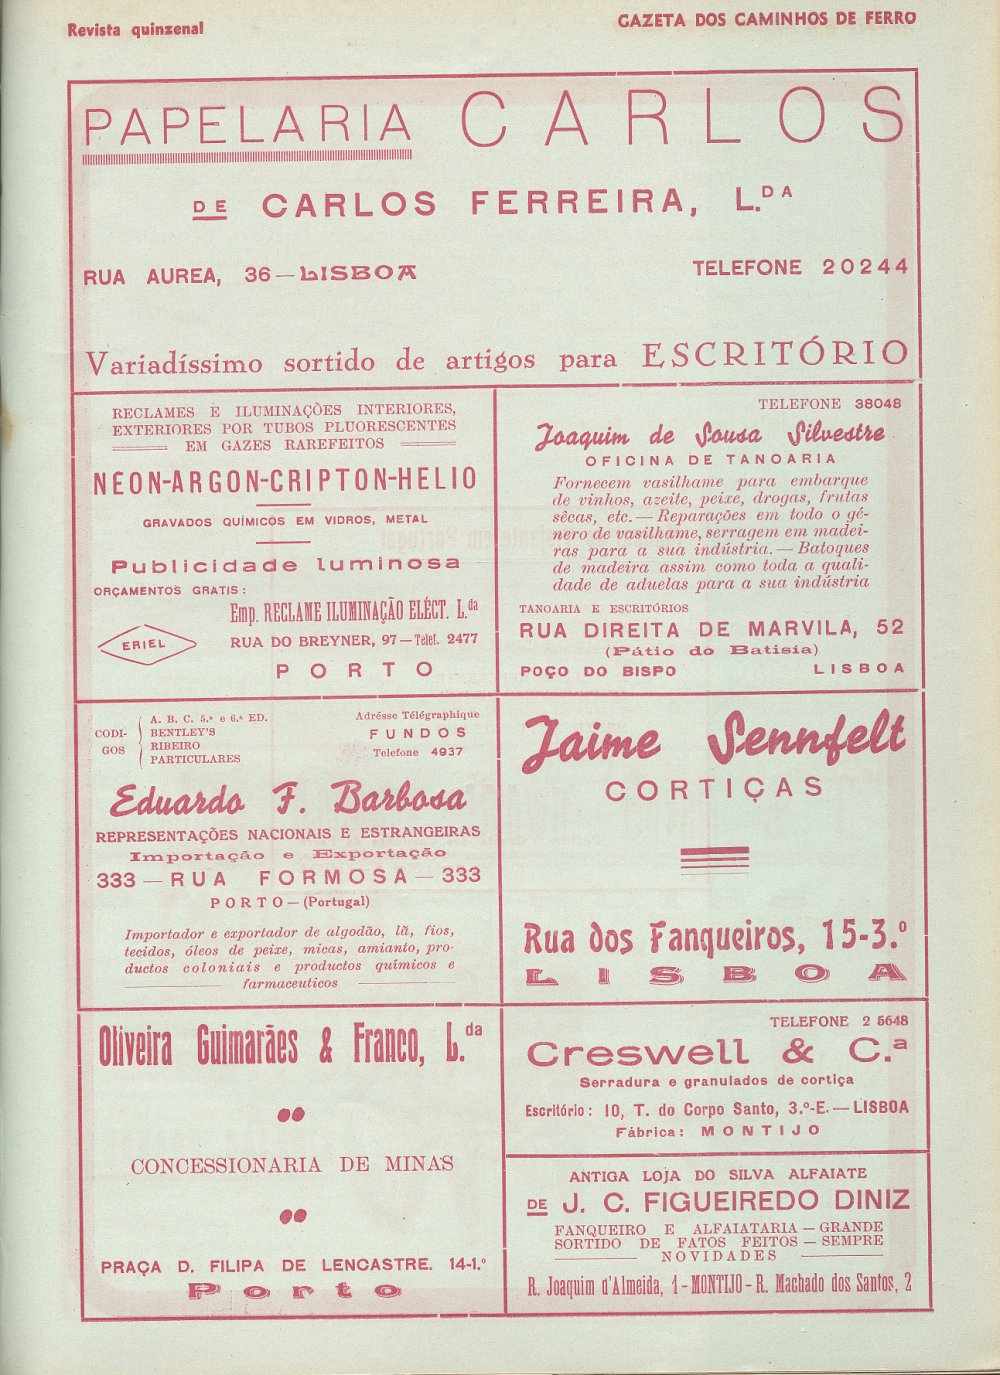 Revista quinzenal
GAZETA DOS CAMINHOS DE FERRO
PAPELARIA CARLOS
DE CARLOS FERREIRA, L.DA
RUA AUREA, 36 — LISBOA
TELEFONE 20244
Variadíssimo sortido de artigos para ESCRITÓRIO
RECLAMES E ILUMINAÇÕES INTERIORES,
EXTERIORES POR TUBOS PLUORESCENTES
EM GAZES RAREFEITOS
NEON-ARGON-CRIPTON-HELIO
GRAVADOS QUÍMICOS EM VIDROS, METAL
Publicidade luminosa
ORÇAMENTOS GRATIS:
Emp. RECLAME ILUMINAÇÃO ELÉCT. L.da
ERIEL
RUA DO BREYNER, 97 — Telef. 2477
PORTO
TELEFONE 38048
Joaquim de Sousa Silvestre
OFICINA DE TANOARIA
Fornecem vasilhame para embarque
de vinhos, azeite, peixe, drogas, frutas
sêcas, etc. — Reparações em todo o gé-
nero de vasilhame, serragem em madei-
ras para a sua indústria. — Batoques
de madeira assim como toda a quali-
dade de aduelas para a sua indústria
TANOARIA E ESCRITÓRIOS
RUA DIREITA DE MARVILA, 52
(Pátio do Batisia)
POÇO DO BISPO LISBOA
CODI-
GOS
A. B. C. 5.ª e 6.ª ED.
BENTLEY'S
RIBEIRO
PARTICULARES
Adrésse Télégraphique
FUNDOS
Telefone 4937
Eduardo F. Barbosa
REPRESENTAÇÕES NACIONAIS E ESTRANGEIRAS
Importação e Exportação
333 — RUA FORMOSA — 333
PORTO — (Portugal)
Importador e exportador de algodão, lã, fios,
tecidos, óleos de peixe, micas, amianto, pro-
ductos coloniais e productos químicos e
farmaceuticos
Jaime Sennfelt
CORTIÇAS
Rua dos Fanqueiros, 15-3.º
LISBOA
Oliveira Guimarães & Franco, L.da
CONCESSIONARIA DE MINAS
PRAÇA D. FILIPA DE LENCASTRE. 14-1.º
Porto
TELEFONE 2 5648
Creswell & C.ª
Serradura e granulados de cortiça
Escritório: 10, T. do Corpo Santo, 3.º-E. — LISBOA
Fábrica: MONTIJO
ANTIGA LOJA DO SILVA ALFAIATE
DE J. C. FIGUEIREDO DINIZ
FANQUEIRO E ALFAIATARIA — GRANDE
SORTIDO DE FATOS FEITOS — SEMPRE
NOVIDADES
R. Joaquim d'Almeida, 1 - MONTIJO - R. Machado dos Santos, 2